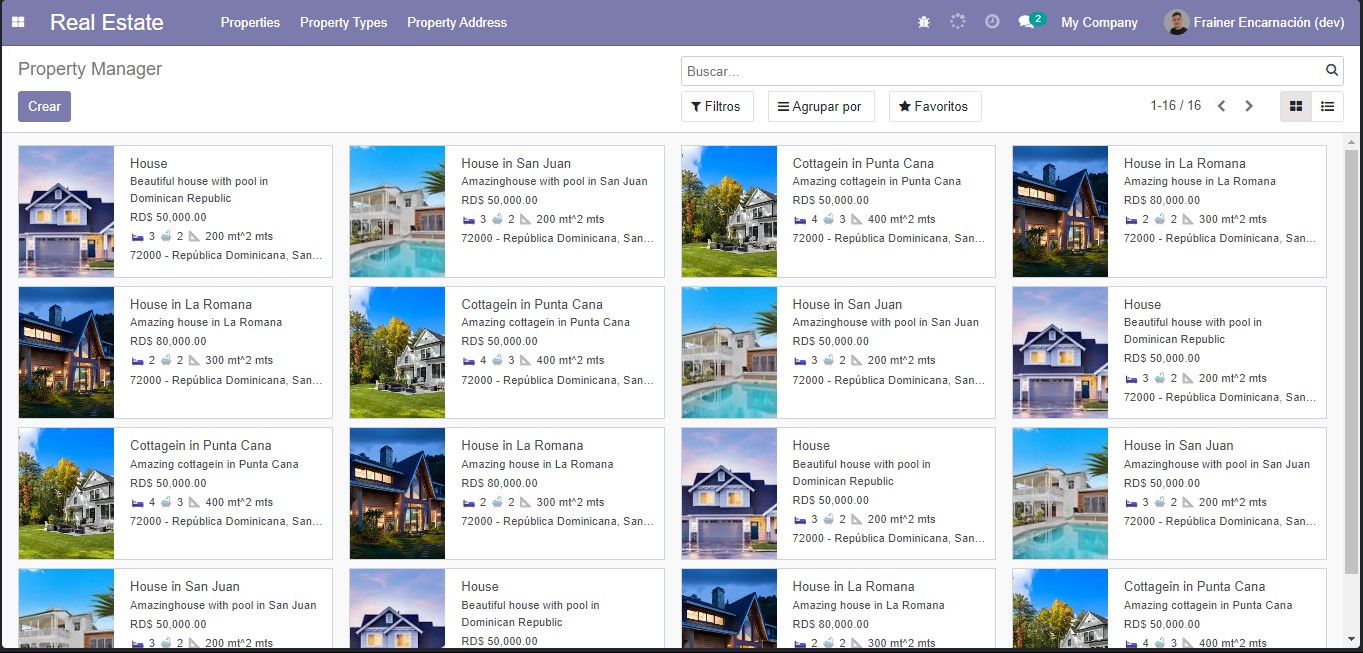 Real Estate Properties Property Types Property Address 2 My Company Frainer Encarnación (dev)
Property Manager
Buscar...
Crear
Filtros Agrupar por Favoritos 1-16 / 16
House
Beautiful house with pool in
Dominican Republic
RD$ 50,000.00
3 2 200 mt^2 mts
72000 - República Dominicana, San...
House in San Juan
Amazinghouse with pool in San Juan
RD$ 50,000.00
3 2 200 mt^2 mts
72000 - República Dominicana, San...
Cottagein in Punta Cana
Amazing cottagein in Punta Cana
RD$ 50,000.00
4 3 400 mt^2 mts
72000 - República Dominicana, San...
House in La Romana
Amazing house in La Romana
RD$ 80,000.00
2 2 300 mt^2 mts
72000 - República Dominicana, San...
House in La Romana
Amazing house in La Romana
RD$ 80,000.00
2 2 300 mt^2 mts
72000 - República Dominicana, San...
Cottagein in Punta Cana
Amazing cottagein in Punta Cana
RD$ 50,000.00
4 3 400 mt^2 mts
72000 - República Dominicana, San...
House in San Juan
Amazinghouse with pool in San Juan
RD$ 50,000.00
3 2 200 mt^2 mts
72000 - República Dominicana, San...
House
Beautiful house with pool in
Dominican Republic
RD$ 50,000.00
3 2 200 mt^2 mts
72000 - República Dominicana, San...
Cottagein in Punta Cana
Amazing cottagein in Punta Cana
RD$ 50,000.00
4 3 400 mt^2 mts
72000 - República Dominicana, San...
House in La Romana
Amazing house in La Romana
RD$ 80,000.00
2 2 300 mt^2 mts
72000 - República Dominicana, San...
House
Beautiful house with pool in
Dominican Republic
RD$ 50,000.00
3 2 200 mt^2 mts
72000 - República Dominicana, San...
House in San Juan
Amazinghouse with pool in San Juan
RD$ 50,000.00
3 2 200 mt^2 mts
72000 - República Dominicana, San...
House in San Juan
Amazinghouse with pool in San Juan
RD$ 50,000.00
3 2 200 mt^2 mts
House
Beautiful house with pool in
Dominican Republic
RD$ 50,000.00
House in La Romana
Amazing house in La Romana
RD$ 80,000.00
2 2 300 mt^2 mts
Cottagein in Punta Cana
Amazing cottagein in Punta Cana
RD$ 50,000.00
4 3 400 mt^2 mts